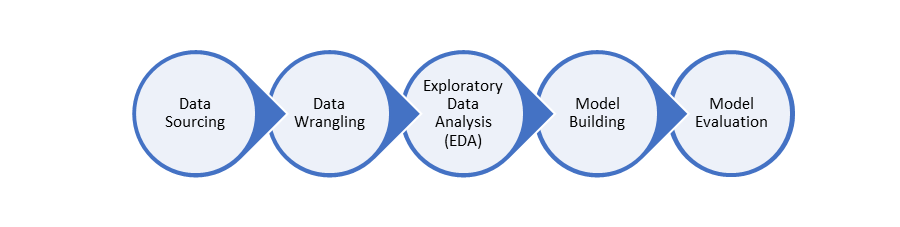 Data
Sourcing
Data
Wrangling
Exploratory
Data
Analysis
(EDA)
Model
Building
Model
Evaluation